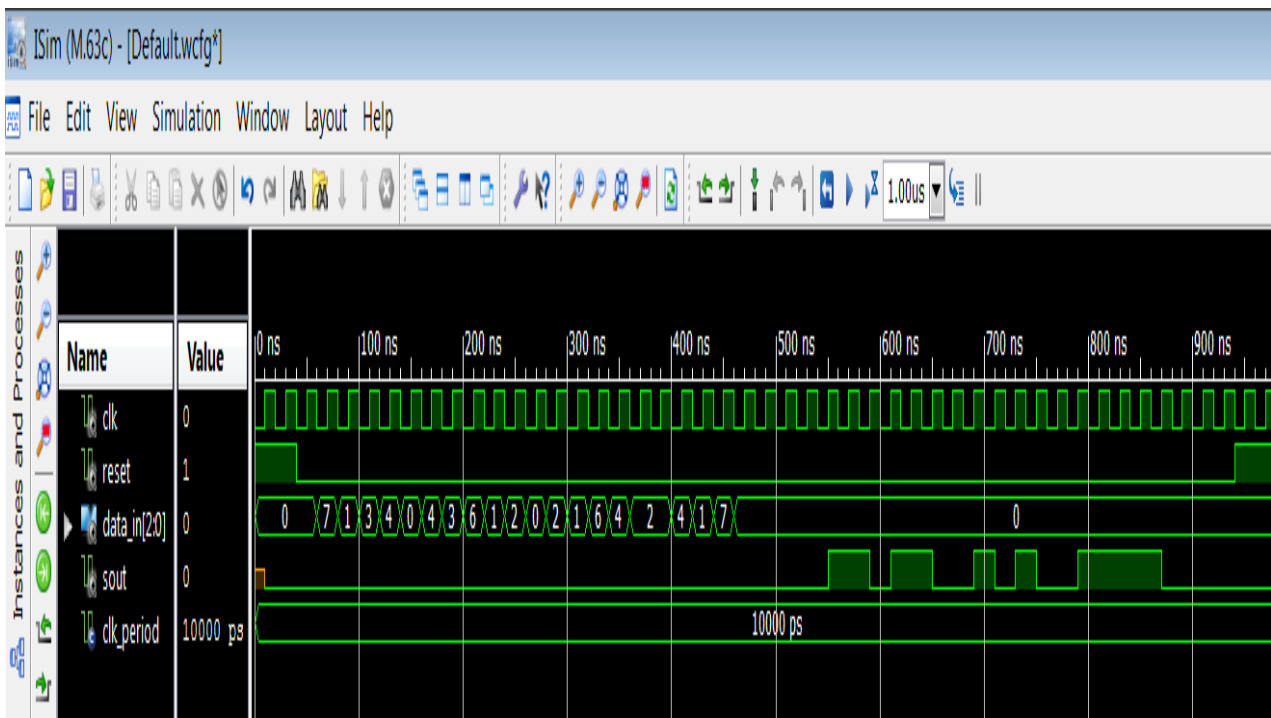 ISim (M.63c) - [Default.wcfg*]
File Edit View Simulation Window Layout Help
1.00us
Instances and Processes
Name Value 0 ns 100 ns 200 ns 300 ns 400 ns 500 ns 600 ns 700 ns 800 ns 900 ns
clk 0
reset 1
data_in[2:0] 0 0 7 1 3 4 0 4 3 6 1 2 0 2 1 6 4 2 4 1 7 0
sout 0
clk_period 10000 ps 10000 ps